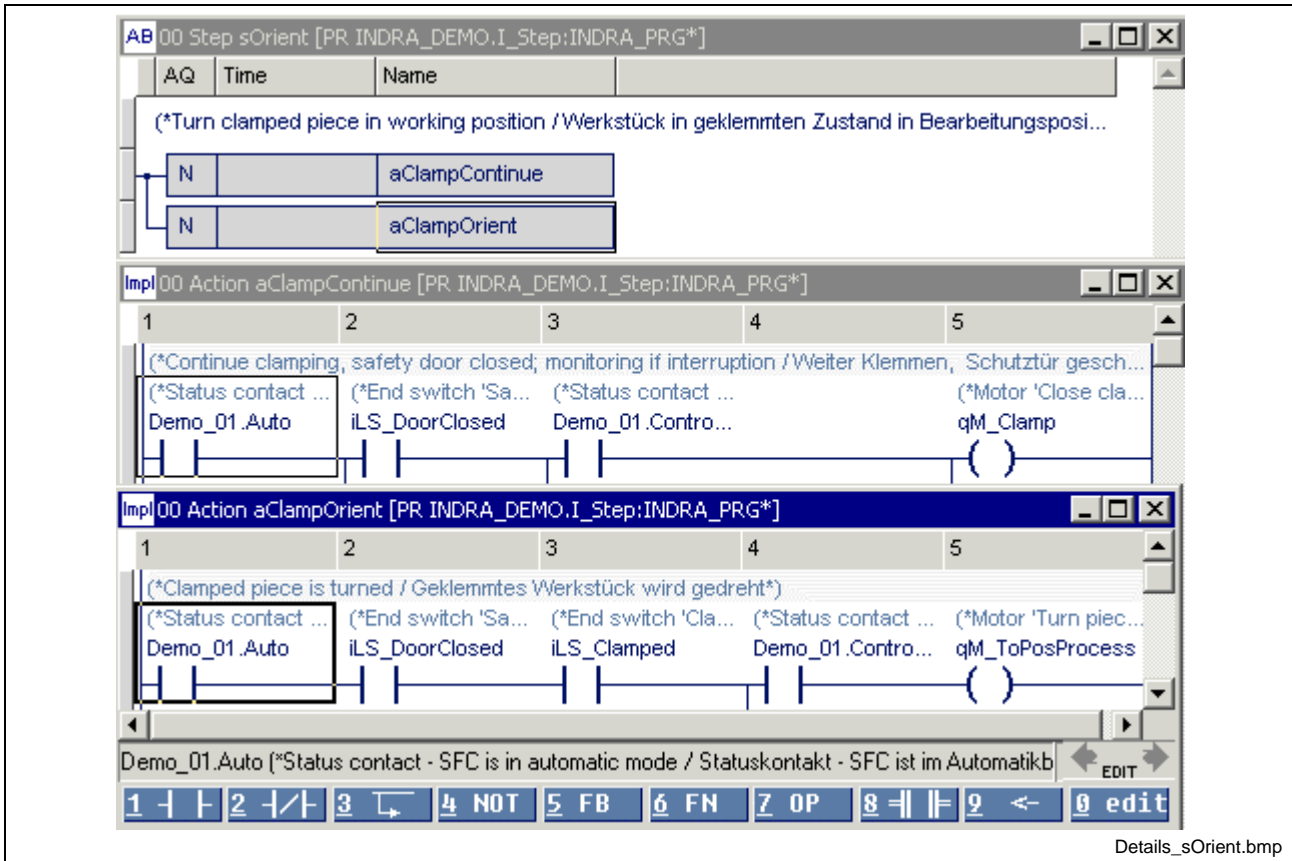 AB 00 Step sOrient [PR INDRA_DEMO.I_Step:INDRA_PRG*]
AQ Time Name
(*Turn clamped piece in working position / Werkstück in geklemmten Zustand in Bearbeitungsposi...
N aClampContinue
N aClampOrient
Impl 00 Action aClampContinue [PR INDRA_DEMO.I_Step:INDRA_PRG*]
1 2 3 4 5
(*Continue clamping, safety door closed; monitoring if interruption / Weiter Klemmen, Schutztür gesch...
(*Status contact ... (*End switch 'Sa... (*Status contact ... (*Motor 'Close cla...
Demo_01.Auto iLS_DoorClosed Demo_01.Contro... qM_Clamp
Impl 00 Action aClampOrient [PR INDRA_DEMO.I_Step:INDRA_PRG*]
1 2 3 4 5
(*Clamped piece is turned / Geklemmtes Werkstück wird gedreht*)
(*Status contact ... (*End switch 'Sa... (*End switch 'Cla... (*Status contact ... (*Motor 'Turn piec...
Demo_01.Auto iLS_DoorClosed iLS_Clamped Demo_01.Contro... qM_ToPosProcess
Demo_01.Auto (*Status contact - SFC is in automatic mode / Statuskontakt - SFC ist im Automatikb EDIT
1 2 3 4 NOT 5 FB 6 FN 7 OP 8 9 <- 0 edit
Details_sOrient.bmp